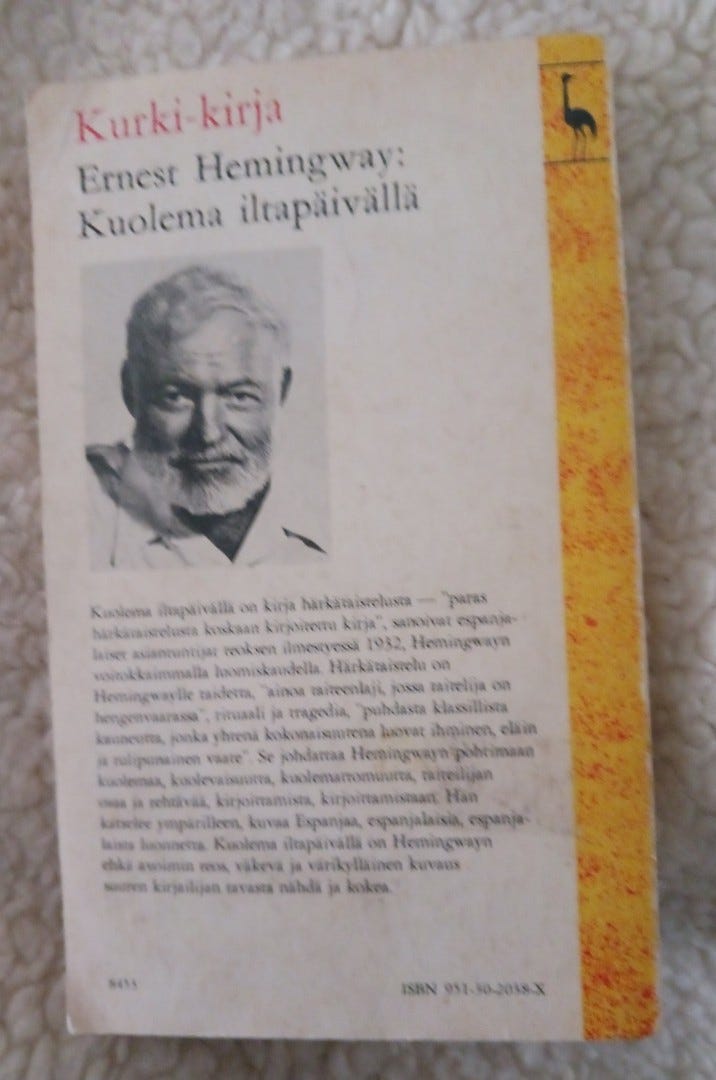 Kurki-kirja
Ernest Hemingway:
Kuolema iltapäivällä
Kuolema iltapäivällä on kirja härkätaistelusta — "paras
härkätaistelusta koskaan kirjoitettu kirja", sanoivat espanja-
laiset asiantuntijat teoksen ilmestyessä 1932, Hemingwayn
voitokkaimmalla luomiskaudella. Härkätaistelu on
Hemingwaylle taidetta, "ainoa taiteenlaji, jossa taitelija on
hengenvaarassa", rituaali ja tragedia, "puhdasta klassillista
kauneutta, jonka yhtenä kokonaisuutena luovat ihminen, eläin
ja tulipunainen vaate". Se johdattaa Hemingwayn pohtimaan
kuolemaa, kuolevaisuutta, kuolemattomuutta, taiteilijan
osaa ja tehtävää, kirjoittamista, kirjoittamistaan. Hän
katselee ympärilleen, kuvaa Espanjaa, espanjalaisia, espanja-
laista luonnetta. Kuolema iltapäivällä on Hemingwayn
ehkä avoimin teos, väkevä ja värikylläinen kuvaus
suuren kirjailijan tavasta nähdä ja kokea.
ISBN 951-30-2038-X